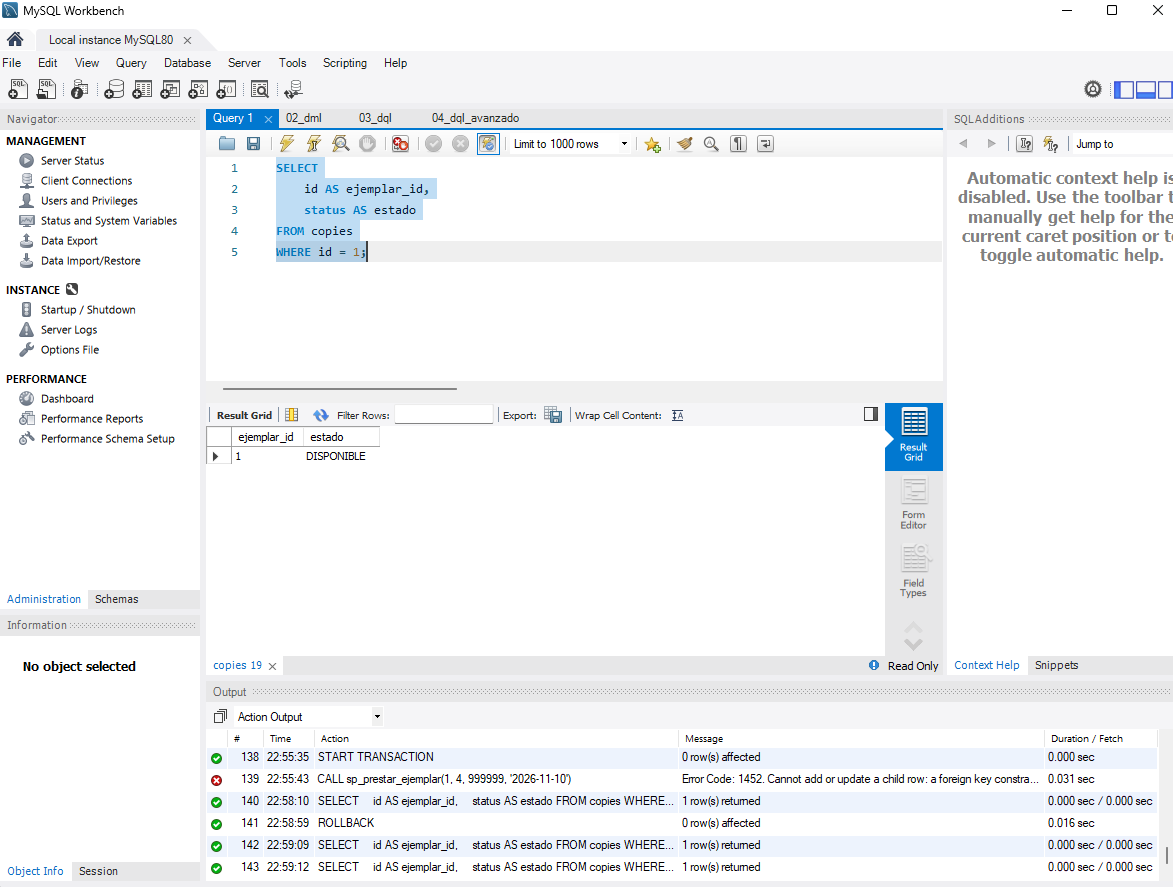 MySQL Workbench
Local instance MySQL80
File Edit View Query Database Server Tools Scripting Help
Navigator
MANAGEMENT
Server Status
Client Connections
Users and Privileges
Status and System Variables
Data Export
Data Import/Restore
INSTANCE
Startup / Shutdown
Server Logs
Options File
PERFORMANCE
Dashboard
Performance Reports
Performance Schema Setup
Administration Schemas
Information
No object selected
Object Info Session
Query 1 02_dml 03_dql 04_dql_avanzado
Limit to 1000 rows
1 SELECT
2 id AS ejemplar_id,
3 status AS estado
4 FROM copies
5 WHERE id = 1;
Result Grid Filter Rows: Export: Wrap Cell Content:
ejemplar_id estado
1 DISPONIBLE
Result
Grid
Form
Editor
Field
Types
copies 19 Read Only
SQLAdditions
Jump to
Automatic context help is
disabled. Use the toolbar t
manually get help for the
current caret position or to
toggle automatic help.
Context Help Snippets
Output
Action Output
# Time Action Message Duration / Fetch
138 22:55:35 START TRANSACTION 0 row(s) affected 0.000 sec
139 22:55:43 CALL sp_prestar_ejemplar(1, 4, 999999, '2026-11-10') Error Code: 1452. Cannot add or update a child row: a foreign key constra... 0.031 sec
140 22:58:10 SELECT id AS ejemplar_id, status AS estado FROM copies WHERE... 1 row(s) returned 0.000 sec / 0.000 sec
141 22:58:59 ROLLBACK 0 row(s) affected 0.016 sec
142 22:59:09 SELECT id AS ejemplar_id, status AS estado FROM copies WHERE... 1 row(s) returned 0.000 sec / 0.000 sec
143 22:59:12 SELECT id AS ejemplar_id, status AS estado FROM copies WHERE... 1 row(s) returned 0.000 sec / 0.000 sec